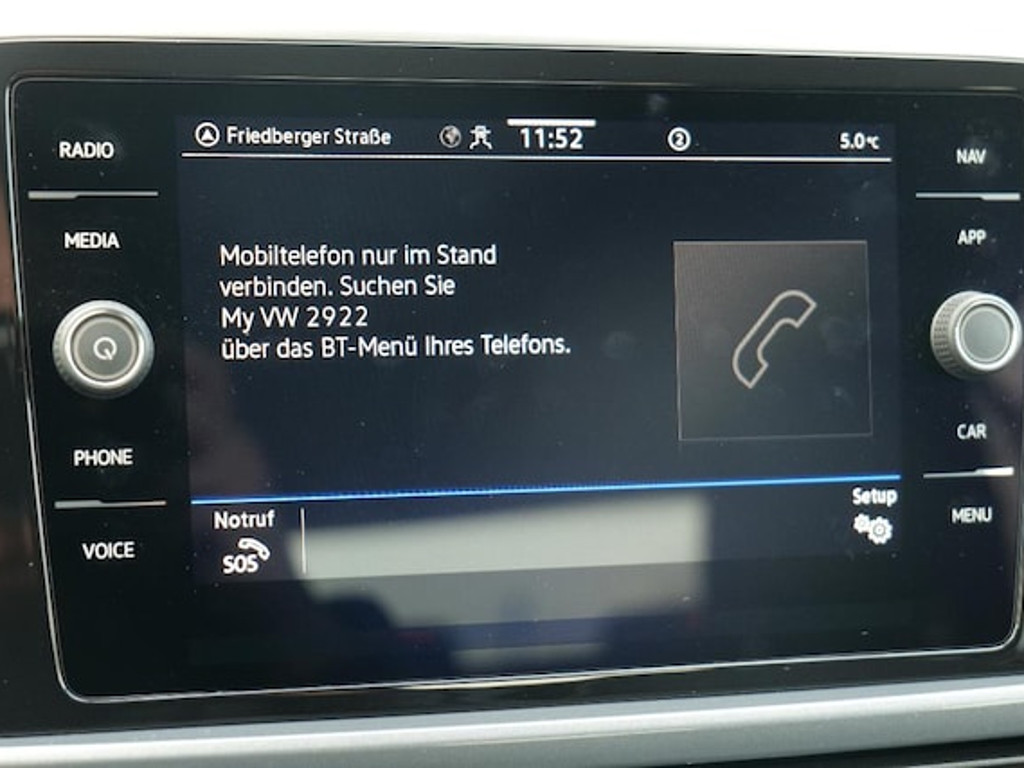 RADIO
MEDIA
PHONE
VOICE
Friedberger Straße
11:52
2
5.0°C
Mobiltelefon nur im Stand
verbinden. Suchen Sie
My VW 2922
über das BT-Menü Ihres Telefons.
Notruf
SOS
Setup
NAV
APP
CAR
MENU